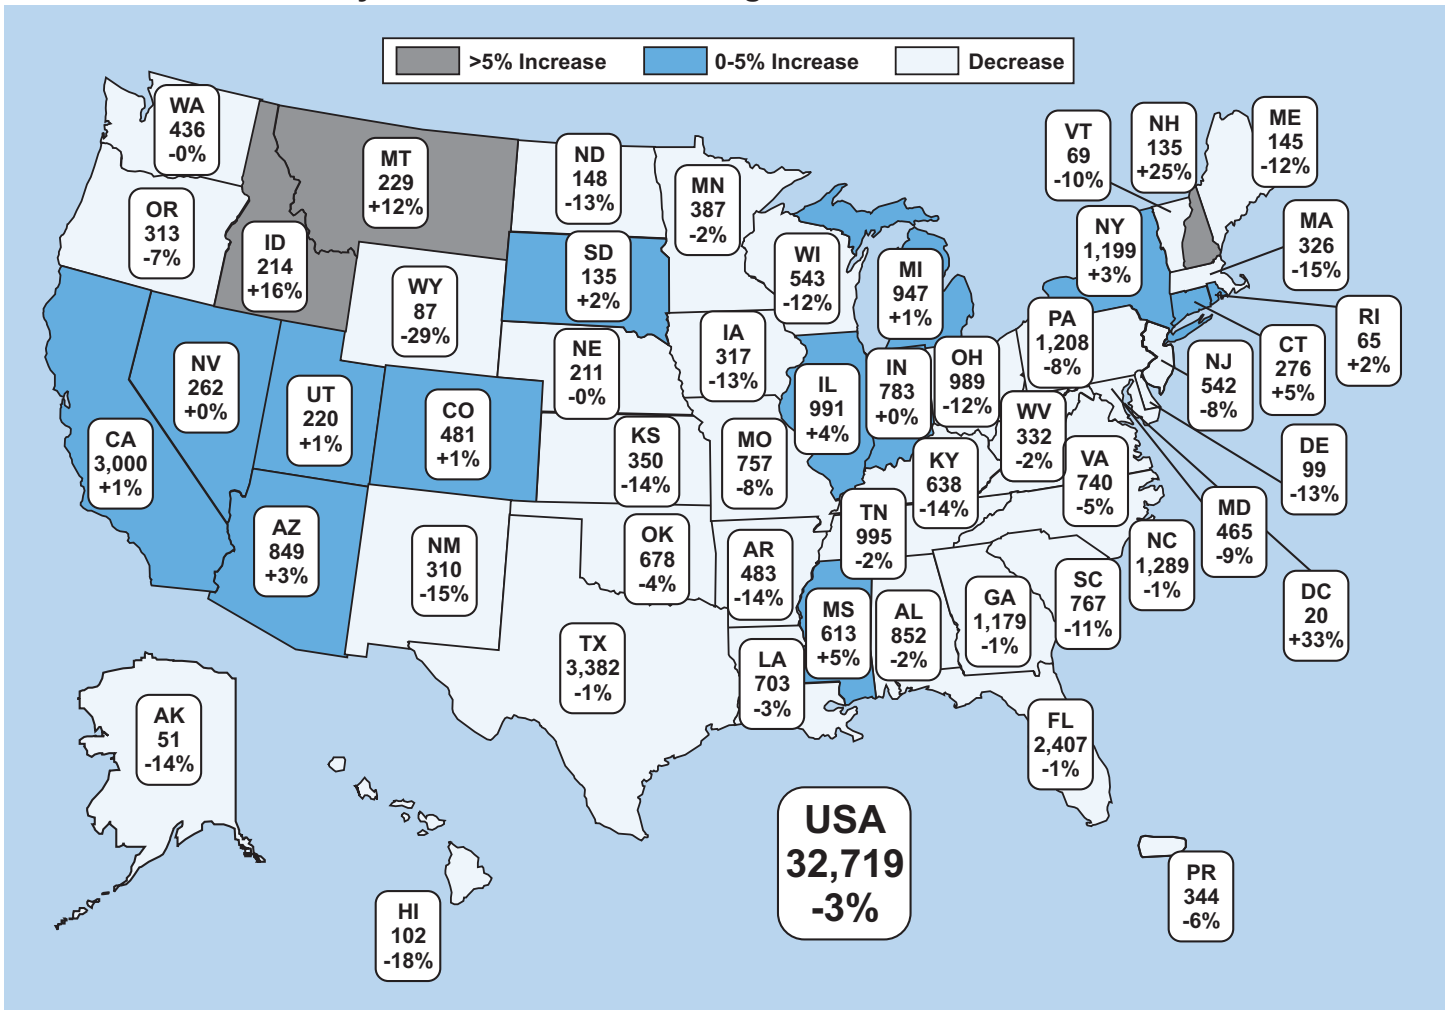 >5% Increase
0-5% Increase
Decrease
WA
436
-0%
MT
229
+12%
ND
148
-13%
MN
387
-2%
VT
69
-10%
NH
135
+25%
ME
145
-12%
OR
313
-7%
ID
214
+16%
WY
87
-29%
SD
135
+2%
WI
543
-12%
MI
947
+1%
NY
1,199
+3%
MA
326
-15%
NV
262
+0%
UT
220
+1%
CO
481
+1%
NE
211
-0%
IA
317
-13%
IL
991
+4%
IN
783
+0%
OH
989
-12%
PA
1,208
-8%
NJ
542
-8%
CT
276
+5%
RI
65
+2%
CA
3,000
+1%
KS
350
-14%
MO
757
-8%
KY
638
-14%
WV
332
-2%
VA
740
-5%
DE
99
-13%
AZ
849
+3%
NM
310
-15%
OK
678
-4%
AR
483
-14%
TN
995
-2%
NC
1,289
-1%
MD
465
-9%
DC
20
+33%
TX
3,382
-1%
LA
703
-3%
MS
613
+5%
AL
852
-2%
GA
1,179
-1%
SC
767
-11%
AK
51
-14%
FL
2,407
-1%
HI
102
-18%
USA
32,719
-3%
PR
344
-6%